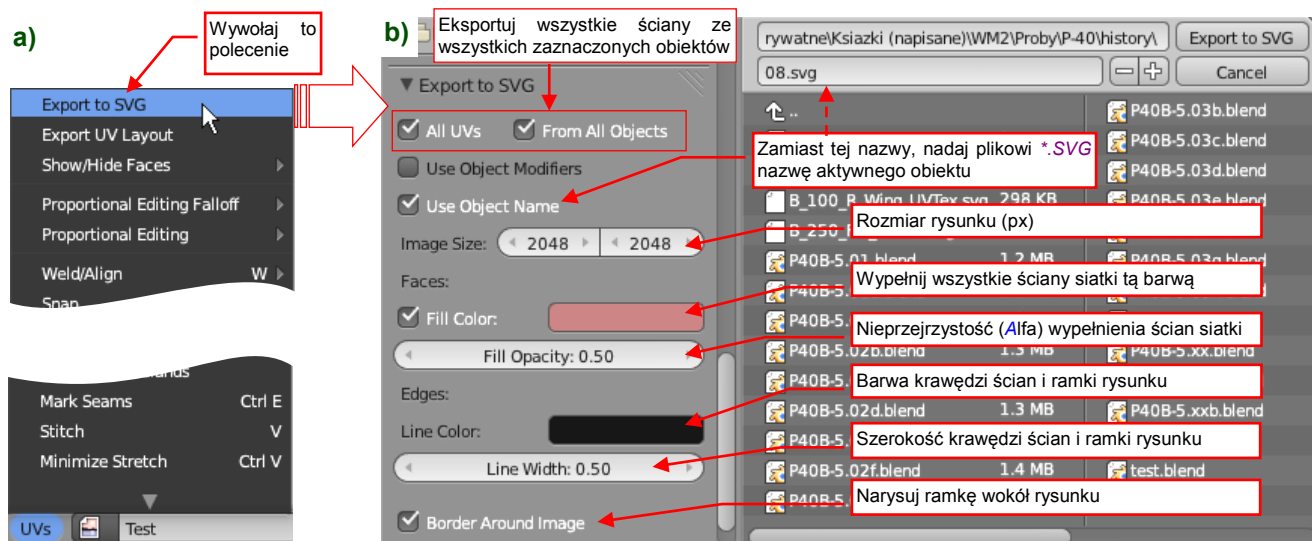 a)
Wywołaj to
polecenie
Export to SVG
Export UV Layout
Show/Hide Faces
Proportional Editing Falloff
Proportional Editing
Weld/Align W
Snap
Mark Seams Ctrl E
Stitch V
Minimize Stretch Ctrl V
UVs Test
b)
Eksportuj wszystkie ściany ze
wszystkich zaznaczonych obiektów
Export to SVG
All UVs From All Objects
Use Object Modifiers
Use Object Name
Image Size: 2048 2048
Faces:
Fill Color:
Fill Opacity: 0.50
Edges:
Line Color:
Line Width: 0.50
Border Around Image
rywatne\Ksiazki (napisane)\WM2\Proby\P-40\history\ Export to SVG
08.svg Cancel
.. P40B-5.03b.blend
P40B-5.03c.blend
Zamiast tej nazwy, nadaj plikowi *.SVG
nazwę aktywnego obiektu
P40B-5.03d.blend
B_100_R_Wing_UVTex.svg 298 KB P40B-5.03e.blend
Rozmiar rysunku (px)
P40B-5.01.blend 1.2 MB P40B-5.03g.blend
Wypełnij wszystkie ściany siatki tą barwą
Nieprzejrzystość (Alfa) wypełnienia ścian siatki
P40B-5.02b.blend 1.3 MB P40B-5.xx.blend
Barwa krawędzi ścian i ramki rysunku
P40B-5.02d.blend 1.3 MB P40B-5.xxb.blend
Szerokość krawędzi ścian i ramki rysunku
P40B-5.02f.blend 1.4 MB test.blend
Narysuj ramkę wokół rysunku